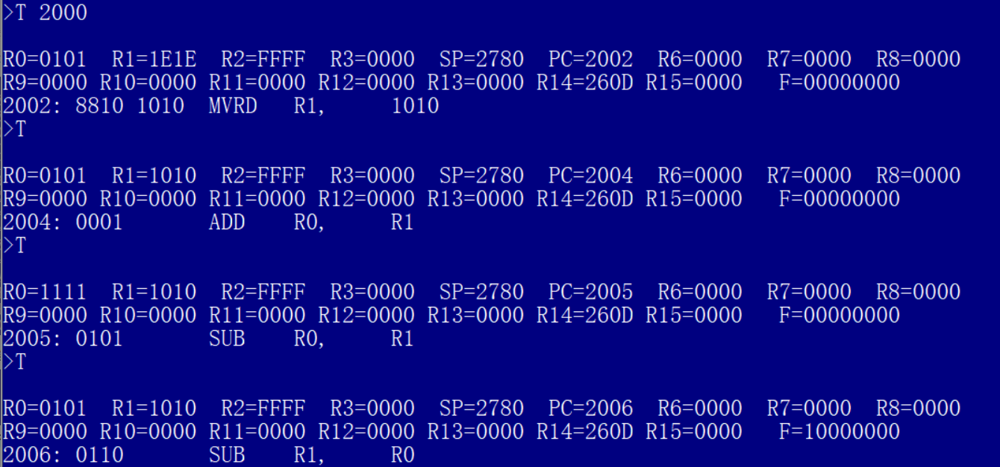 >T 2000
R0=0101 R1=1E1E R2=FFFF R3=0000 SP=2780 PC=2002 R6=0000 R7=0000 R8=0000
R9=0000 R10=0000 R11=0000 R12=0000 R13=0000 R14=260D R15=0000 F=00000000
2002: 8810 1010 MVRD R1, 1010
>T
R0=0101 R1=1010 R2=FFFF R3=0000 SP=2780 PC=2004 R6=0000 R7=0000 R8=0000
R9=0000 R10=0000 R11=0000 R12=0000 R13=0000 R14=260D R15=0000 F=00000000
2004: 0001 ADD R0, R1
>T
R0=1111 R1=1010 R2=FFFF R3=0000 SP=2780 PC=2005 R6=0000 R7=0000 R8=0000
R9=0000 R10=0000 R11=0000 R12=0000 R13=0000 R14=260D R15=0000 F=00000000
2005: 0101 SUB R0, R1
>T
R0=0101 R1=1010 R2=FFFF R3=0000 SP=2780 PC=2006 R6=0000 R7=0000 R8=0000
R9=0000 R10=0000 R11=0000 R12=0000 R13=0000 R14=260D R15=0000 F=10000000
2006: 0110 SUB R1, R0